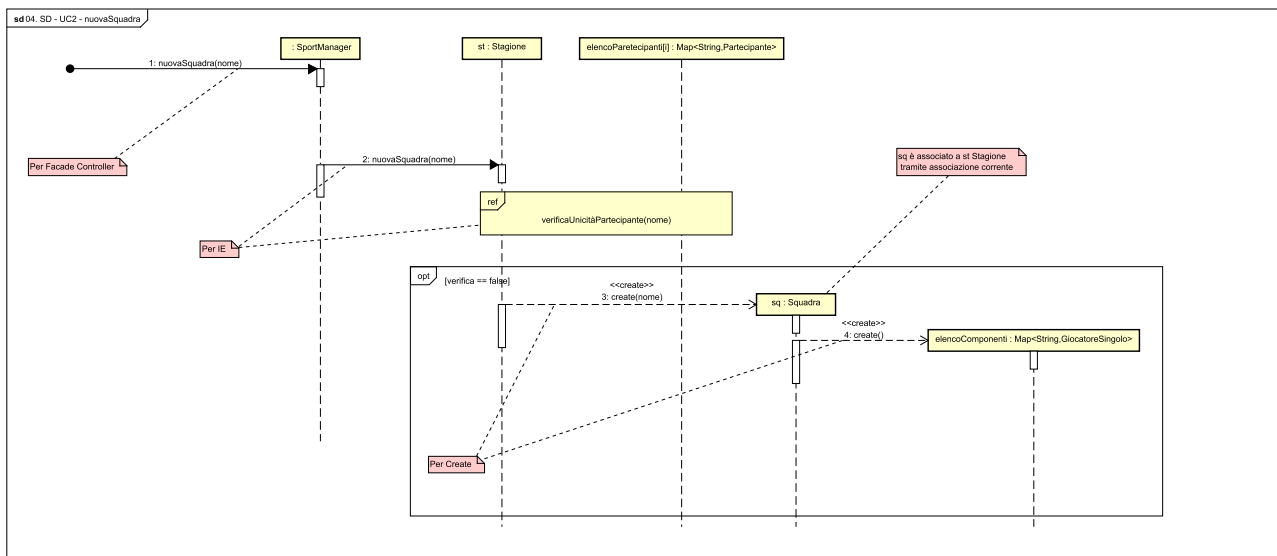 sd 04. SD - UC2 - nuovaSquadra
: SportManager
st : Stagione
elencoParetecipanti[i] : Map<String,Partecipante>
1: nuovaSquadra(nome)
Per Facade Controller
2: nuovaSquadra(nome)
sq è associato a st Stagione
tramite associazione corrente
ref
verificaUnicitàPartecipante(nome)
Per IE
opt
[verifica == false]
<<create>>
3: create(nome)
sq : Squadra
<<create>>
4: create()
elencoComponenti : Map<String,GiocatoreSingolo>
Per Create